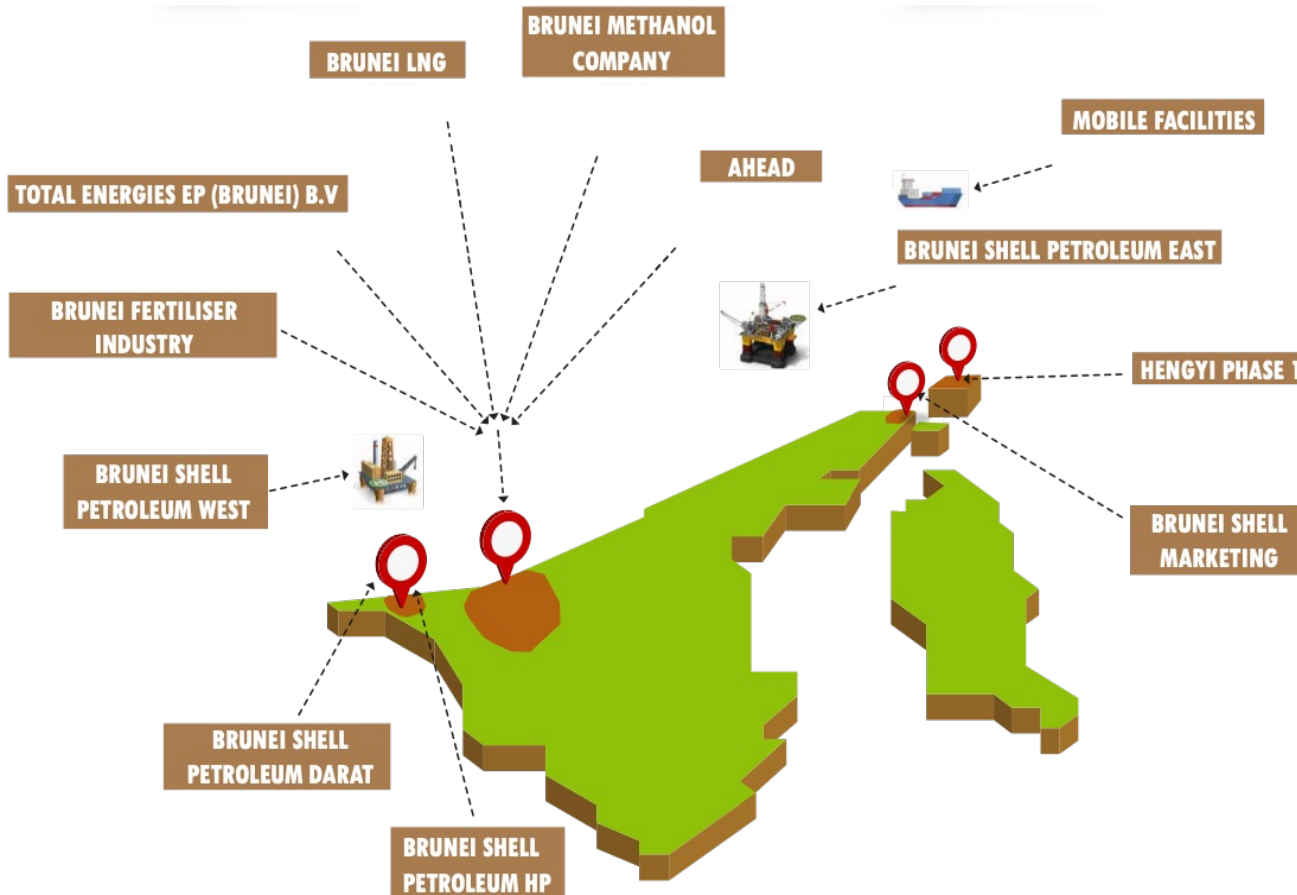 BRUNEI LNG
BRUNEI METHANOL
COMPANY
MOBILE FACILITIES
AHEAD
TOTAL ENERGIES EP (BRUNEI) B.V
BRUNEI SHELL PETROLEUM EAST
BRUNEI FERTILISER
INDUSTRY
HENGYI PHASE 1
BRUNEI SHELL
PETROLEUM WEST
BRUNEI SHELL
MARKETING
BRUNEI SHELL
PETROLEUM DARAT
BRUNEI SHELL
PETROLEUM HP